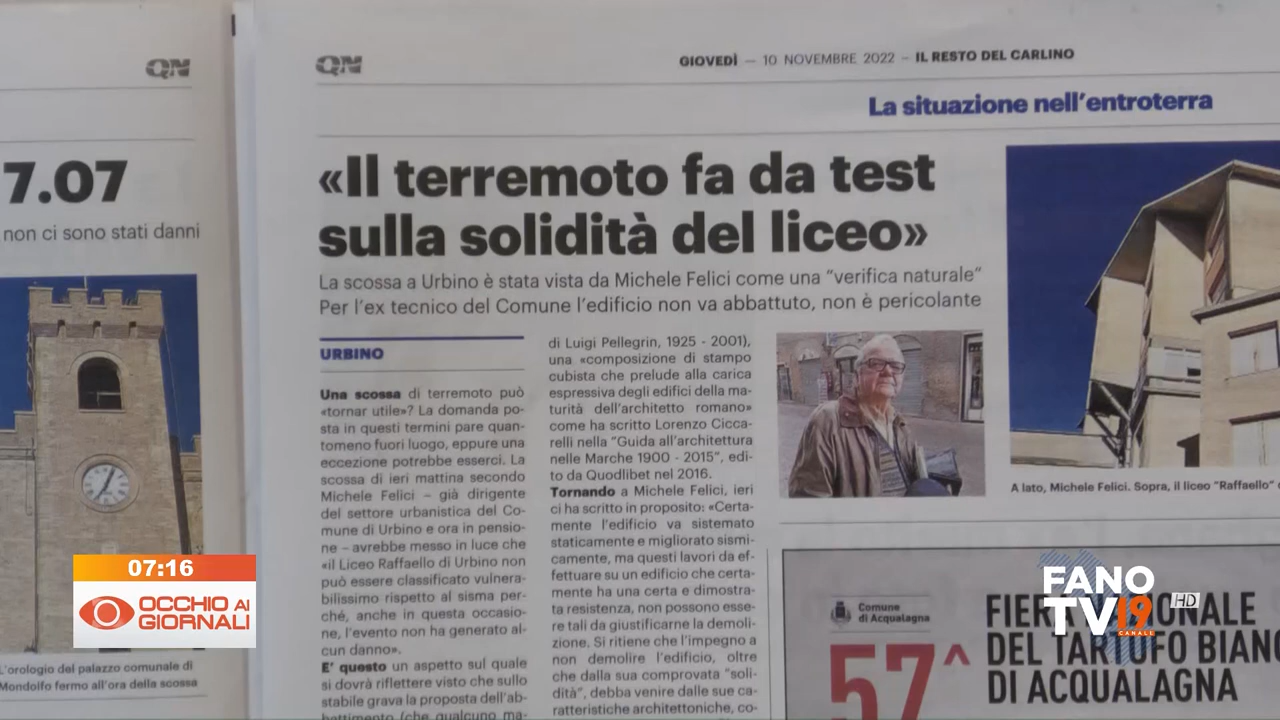 QN
7.07
non ci sono stati danni
L'orologio del palazzo comunale di
Mondolfo fermo all'ora della scossa
QN
GIOVEDÌ — 10 NOVEMBRE 2022 – IL RESTO DEL CARLINO
La situazione nell'entroterra
«Il terremoto fa da test
sulla solidità del liceo»
La scossa a Urbino è stata vista da Michele Felici come una "verifica naturale"
Per l'ex tecnico del Comune l'edificio non va abbattuto, non è pericolante
URBINO
Una scossa di terremoto può
«tornar utile»? La domanda po-
sta in questi termini pare quan-
tomeno fuori luogo, eppure una
eccezione potrebbe esserci. La
scossa di ieri mattina secondo
Michele Felici – già dirigente
del settore urbanistica del Co-
mune di Urbino e ora in pensio-
ne – avrebbe messo in luce che
«il Liceo Raffaello di Urbino non
può essere classificato vulnera-
bilissimo rispetto al sisma per-
ché, anche in questa occasio-
ne, l'evento non ha generato al-
cun danno».
E' questo un aspetto sul quale
si dovrà riflettere visto che sullo
stabile grava la proposta dell'ab-
battimento (che qualcuno ma-
di Luigi Pellegrin, 1925 - 2001),
una «composizione di stampo
cubista che prelude alla carica
espressiva degli edifici della ma-
turità dell'architetto romano»
come ha scritto Lorenzo Cicca-
relli nella "Guida all'architettura
nelle Marche 1900 - 2015", edi-
to da Quodlibet nel 2016.
Tornando a Michele Felici, ieri
ci ha scritto in proposito: «Certa-
mente l'edificio va sistemato
staticamente e migliorato sismi-
camente, ma questi lavori da ef-
fettuare su un edificio che certa-
mente ha una certa e dimostra-
ta resistenza, non possono esse-
re tali da giustificarne la demoli-
zione. Si ritiene che l'impegno a
non demolire l'edificio, oltre
che dalla sua comprovata "soli-
dità", debba venire dalle sue ca-
ratteristiche architettoniche, co-
A lato, Michele Felici. Sopra, il liceo "Raffaello"
Comune
di Acqualagna
57^
FIERA NAZIONALE
DEL TARTUFO BIANC
DI ACQUALAGNA
07:16
OCCHIO AI
GIORNALI
FANO
TV19
CANALE
HD